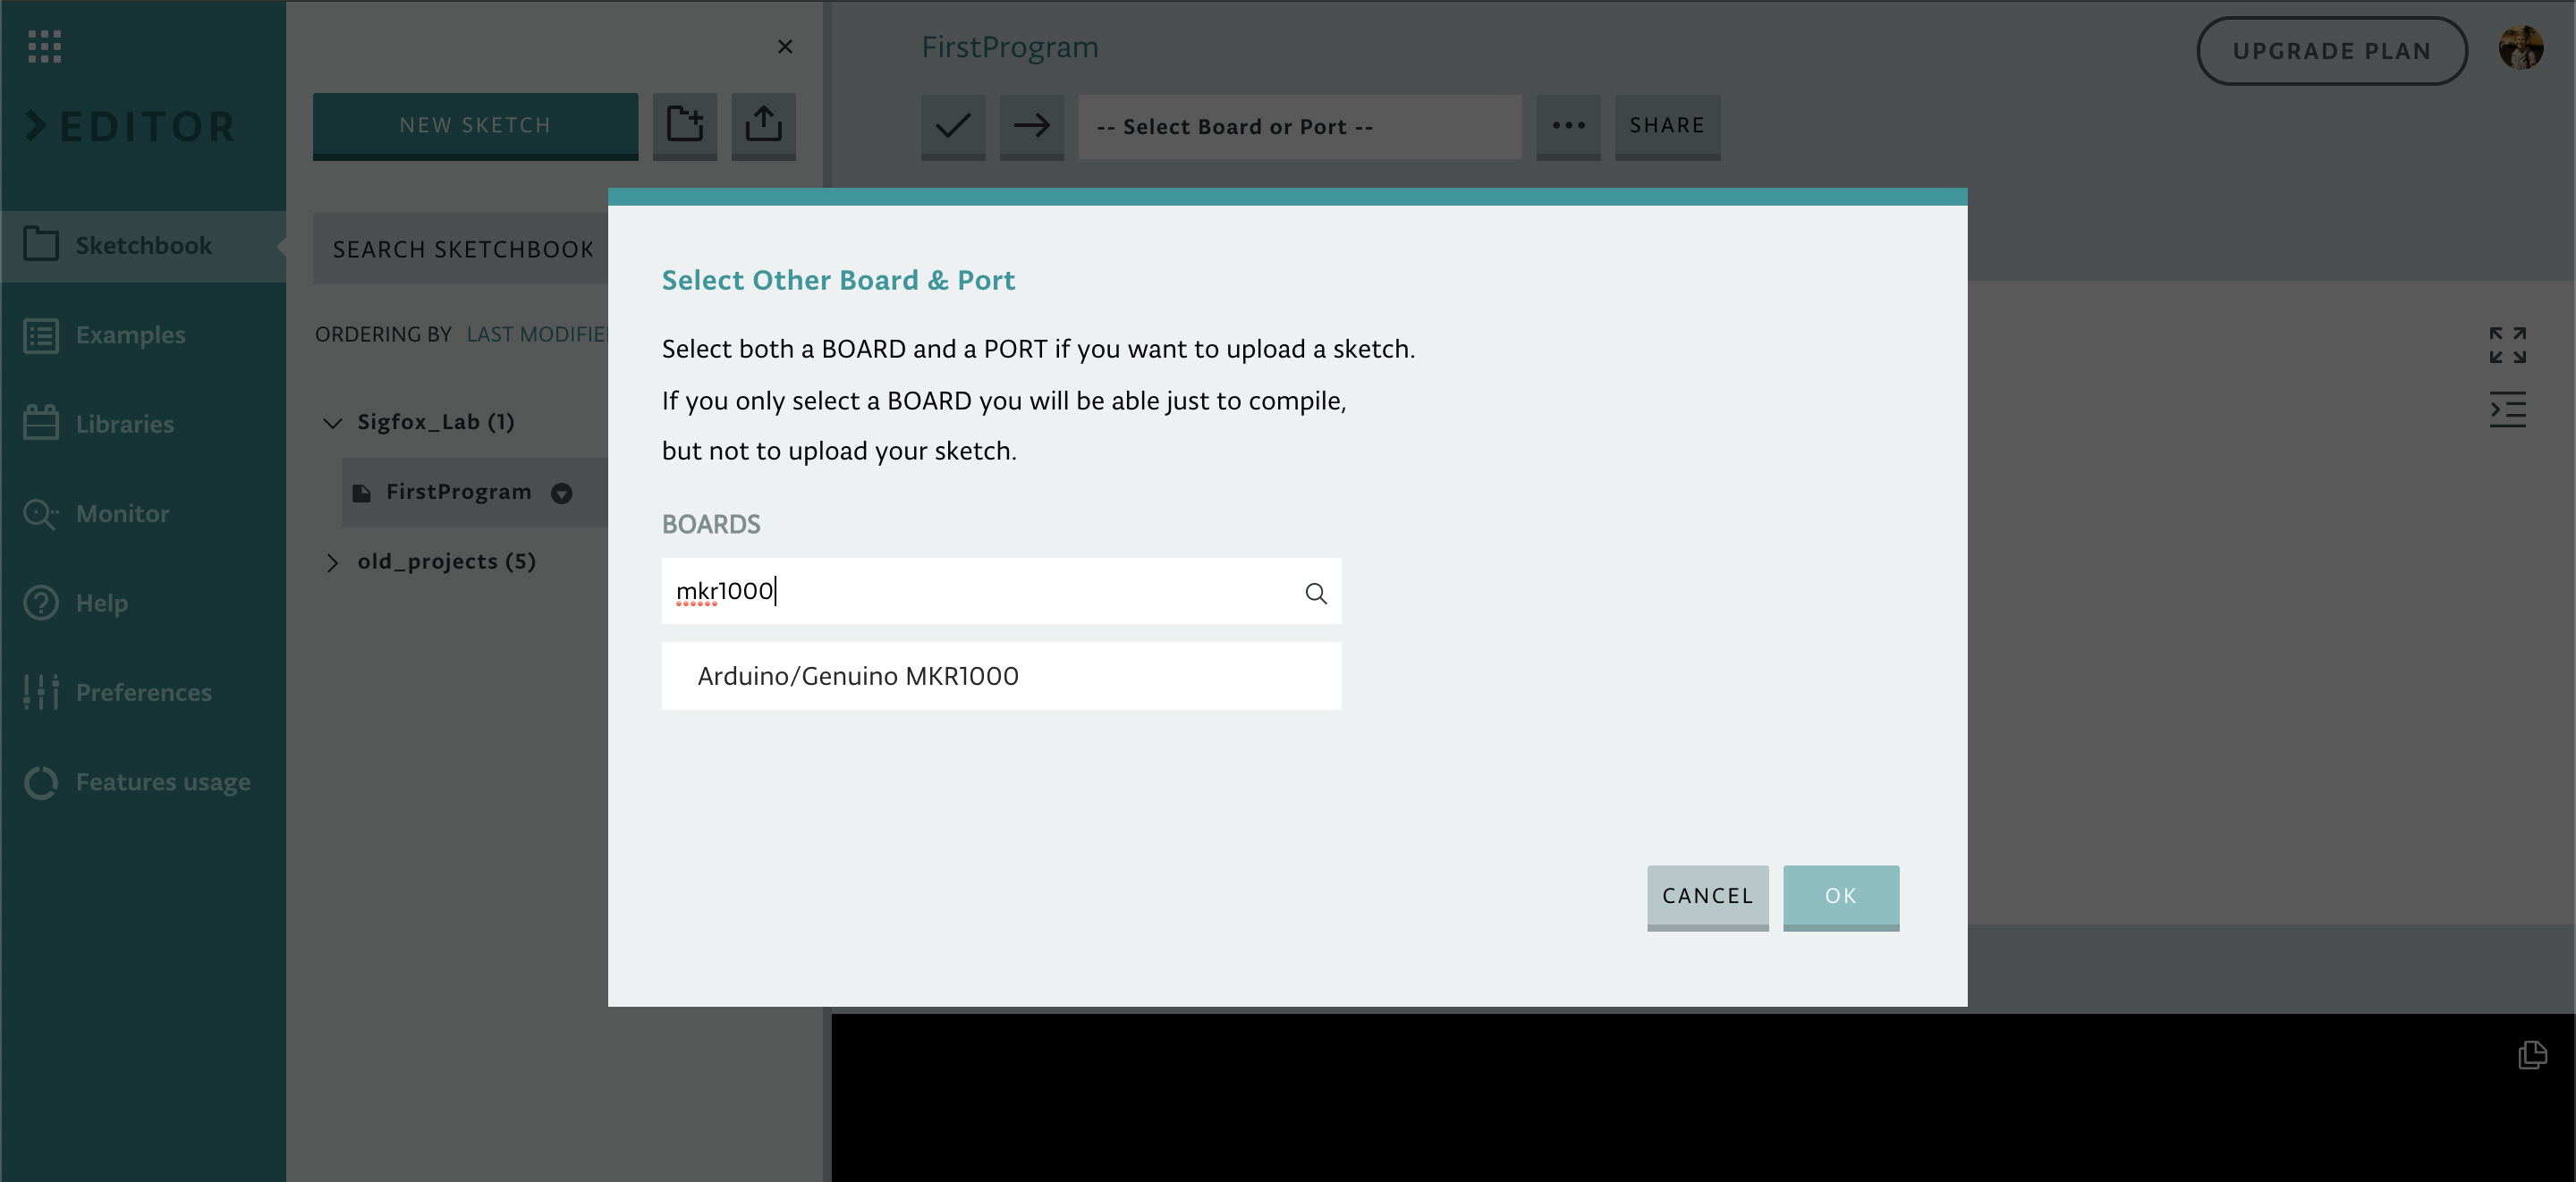 EDITOR
Sketchbook
Examples
Libraries
Monitor
Help
Preferences
Features usage
NEW SKETCH
SEARCH SKETCHBOOK
ORDERING BY LAST MODIFIE
Sigfox_Lab (1)
FirstProgram
old_projects (5)
FirstProgram
-- Select Board or Port --
SHARE
UPGRADE PLAN
Select Other Board & Port
Select both a BOARD and a PORT if you want to upload a sketch.
If you only select a BOARD you will be able just to compile,
but not to upload your sketch.
BOARDS
mkr1000
Arduino/Genuino MKR1000
CANCEL
OK